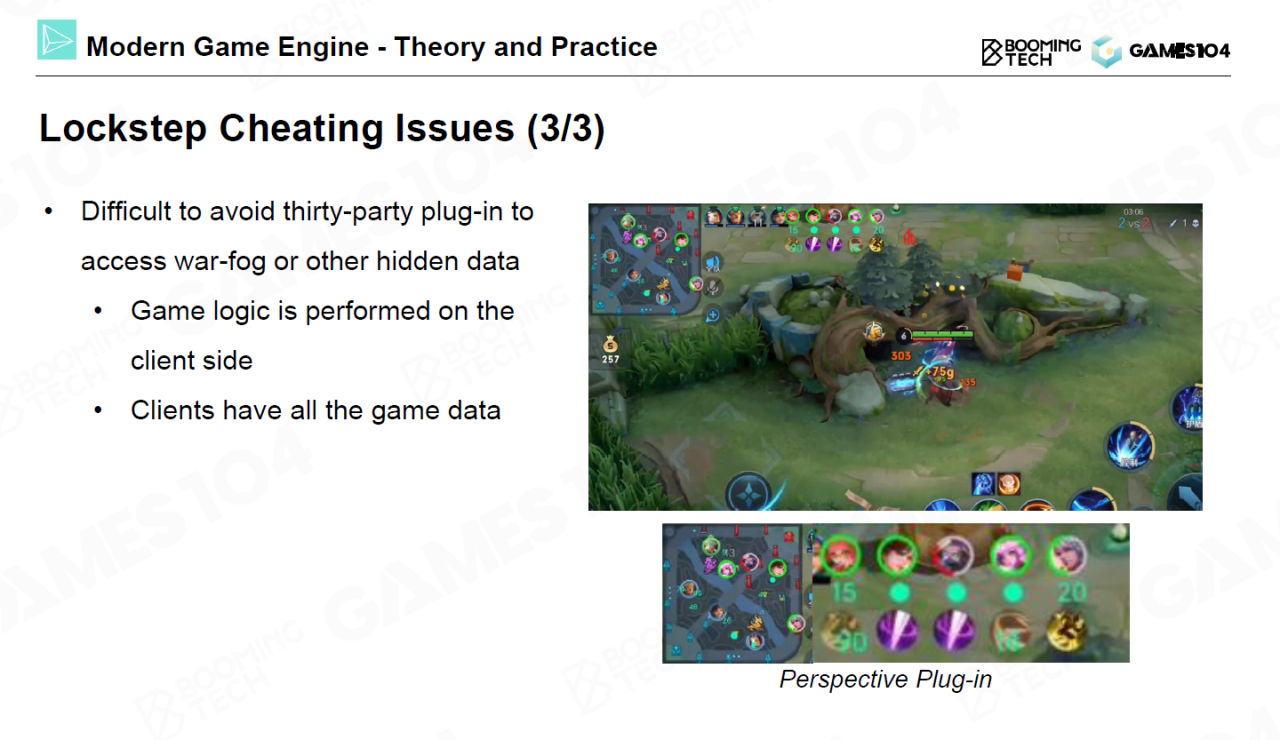 Modern Game Engine - Theory and Practice
BOOMING
TECH
GAMES104
Lockstep Cheating Issues (3/3)
• Difficult to avoid thirty-party plug-in to
access war-fog or other hidden data
• Game logic is performed on the
client side
• Clients have all the game data
03:06
2 vs 2
1
15
20
257
6
303
+75g
135
15
20
90
18
Perspective Plug-in